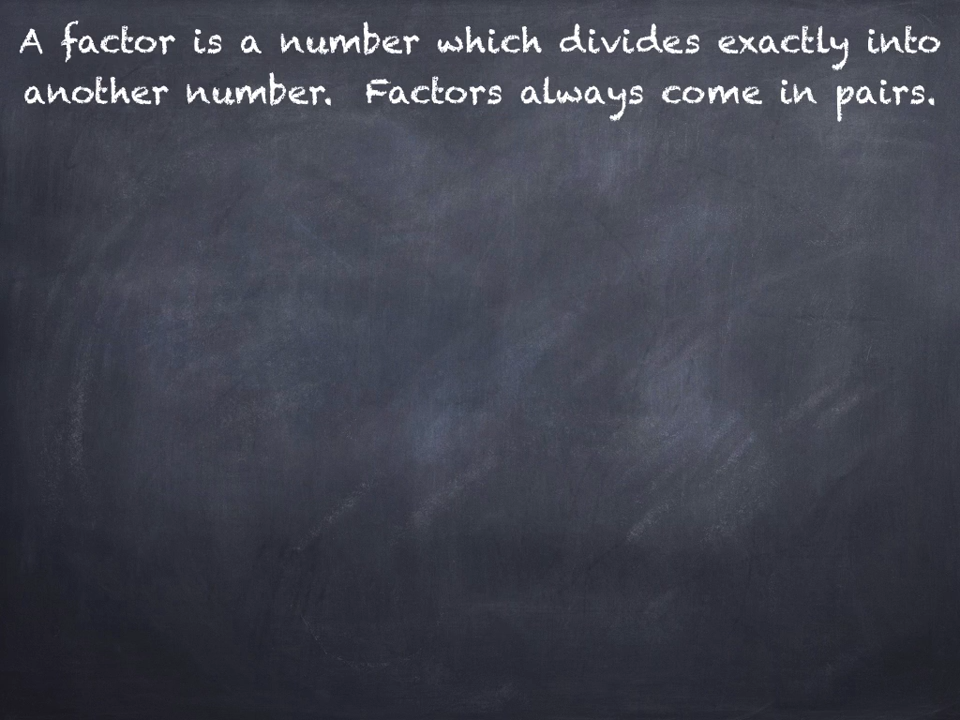 A factor is a number which divides exactly into
another number. Factors always come in pairs.